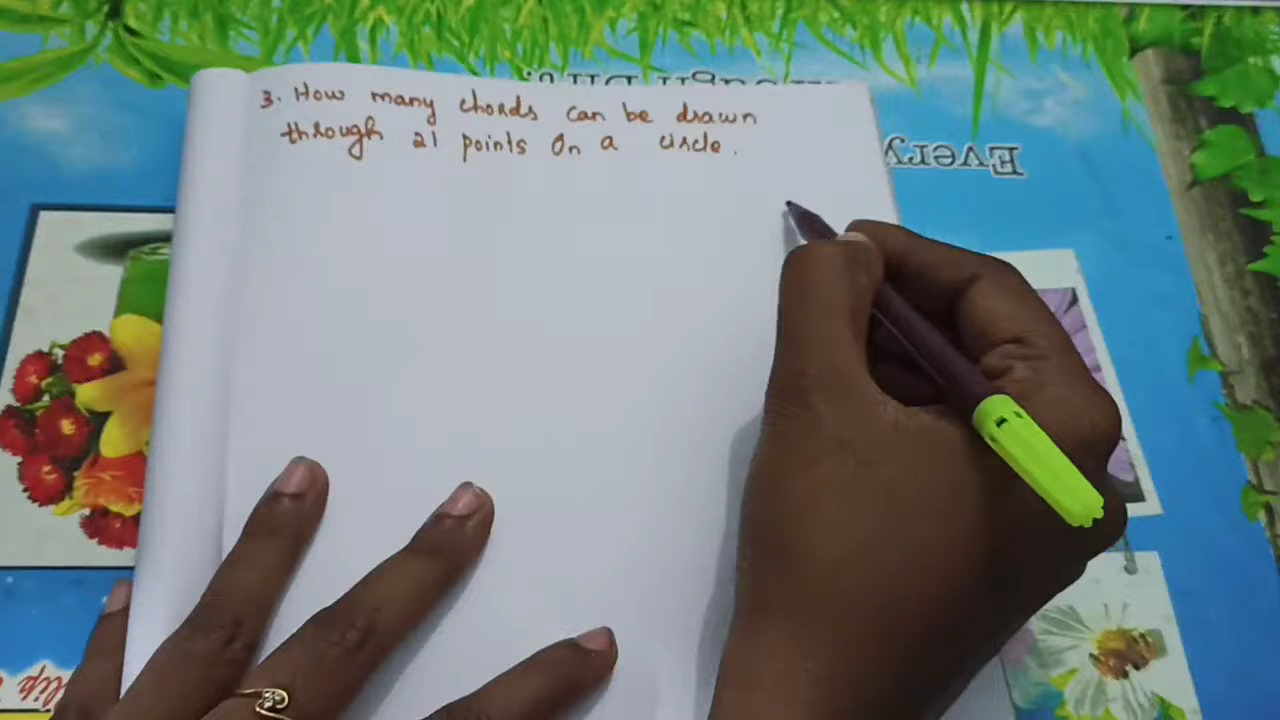 3. How many chords can be drawn
through 21 points on a circle.
Every